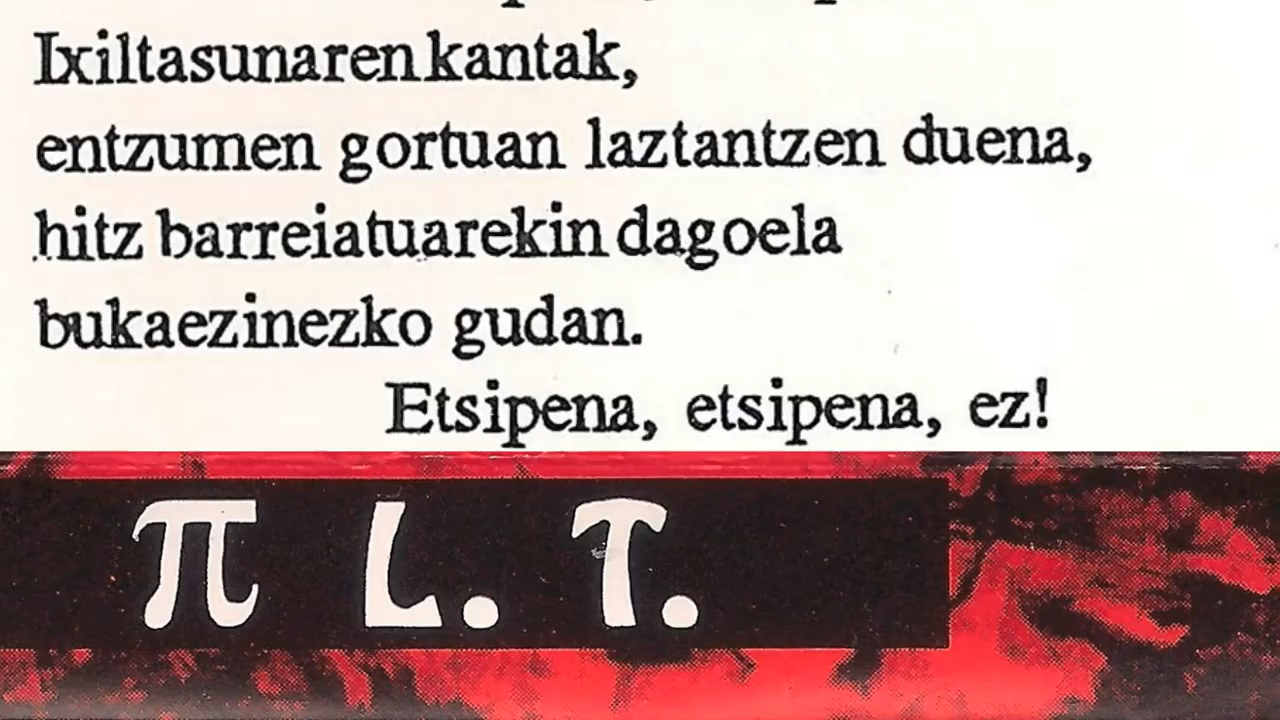 Ixiltasunaren kantak,
entzumen gortuan laztantzen duena,
hitz barreiatuarekin dagoela
bukaezinezko gudan.
Etsipena, etsipena, ez!
π L. T.